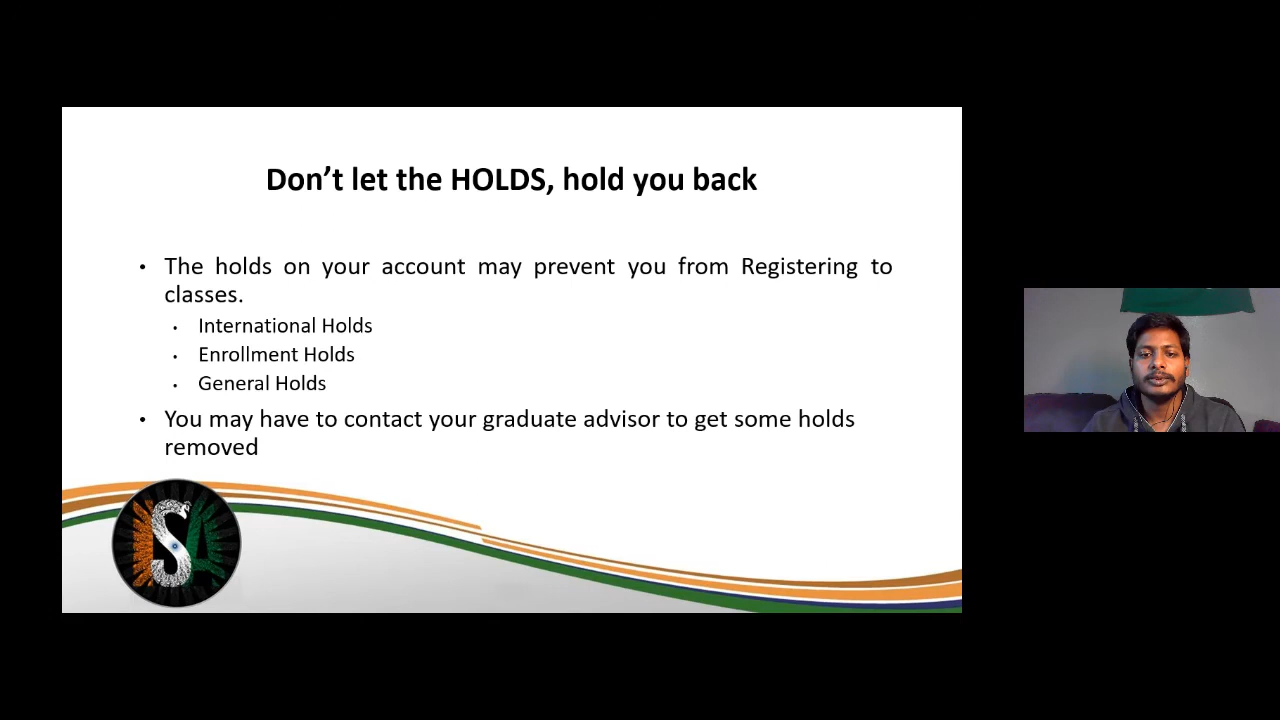 Don’t let the HOLDS, hold you back
• The holds on your account may prevent you from Registering to
classes.
• International Holds
• Enrollment Holds
• General Holds
• You may have to contact your graduate advisor to get some holds
removed
ISA